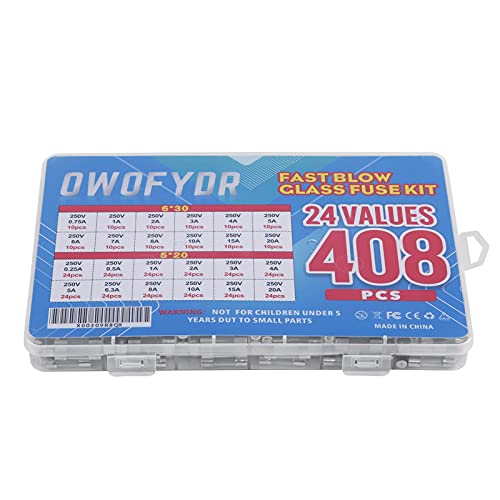 OWOFYDR
FAST BLOW
GLASS FUSE KIT
24 VALUES
408
PCS
6*30
250V 250V 250V 250V 250V 250V
0.75A 1A 2A 3A 4A 5A
10pcs 10pcs 10pcs 10pcs 10pcs 10pcs
250V 250V 250V 250V 250V 250V
6A 7A 8A 10A 15A 20A
10pcs 10pcs 10pcs 10pcs 10pcs 10pcs
5*20
250V 250V 250V 250V 250V 250V
0.25A 0.5A 1A 2A 3A 4A
24pcs 24pcs 24pcs 24pcs 24pcs 24pcs
250V 250V 250V 250V 250V 250V
5A 6.3A 8A 10A 15A 20A
24pcs 24pcs 24pcs 24pcs 24pcs 24pcs
X00309R8QX
WARNING: NOT FOR CHILDREN UNDER 5
YEARS DUT TO SMALL PARTS
CE FC
MADE IN CHINA